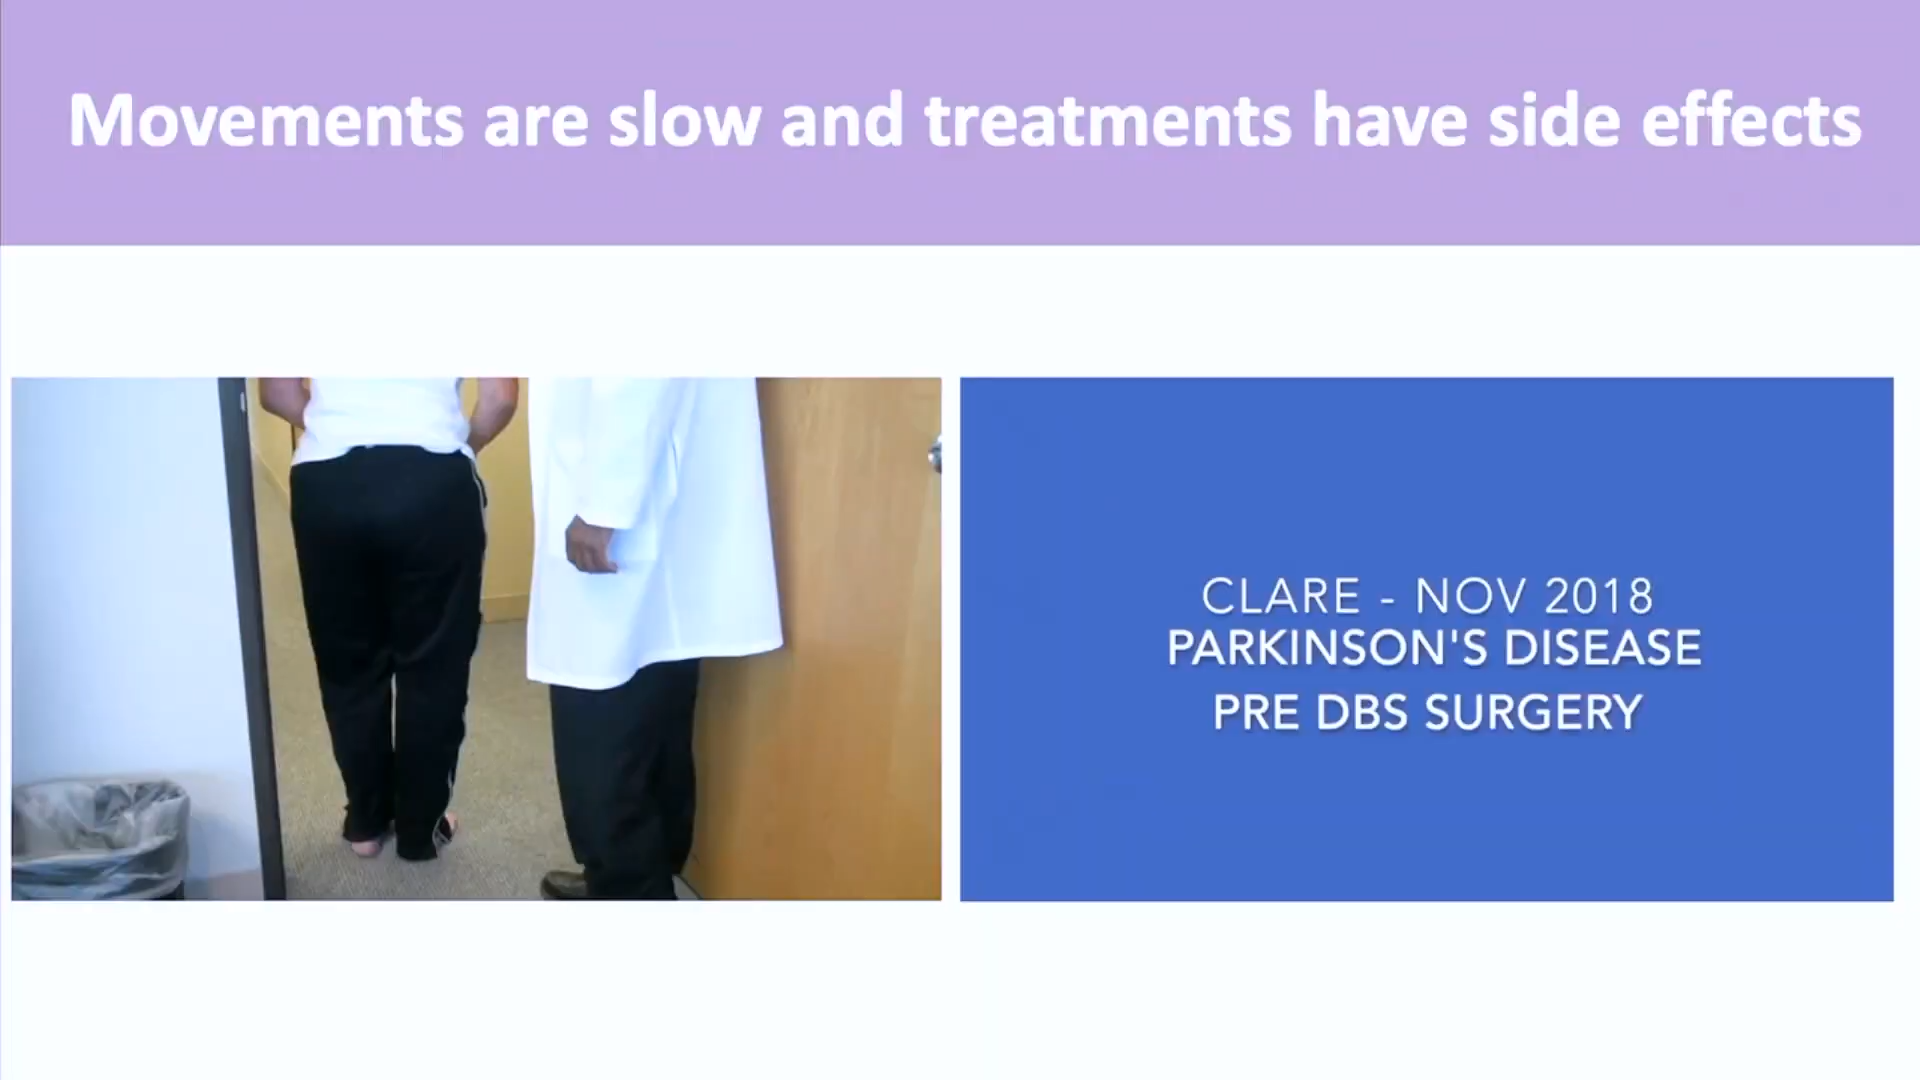 Movements are slow and treatments have side effects
CLARE - NOV 2018
PARKINSON'S DISEASE
PRE DBS SURGERY